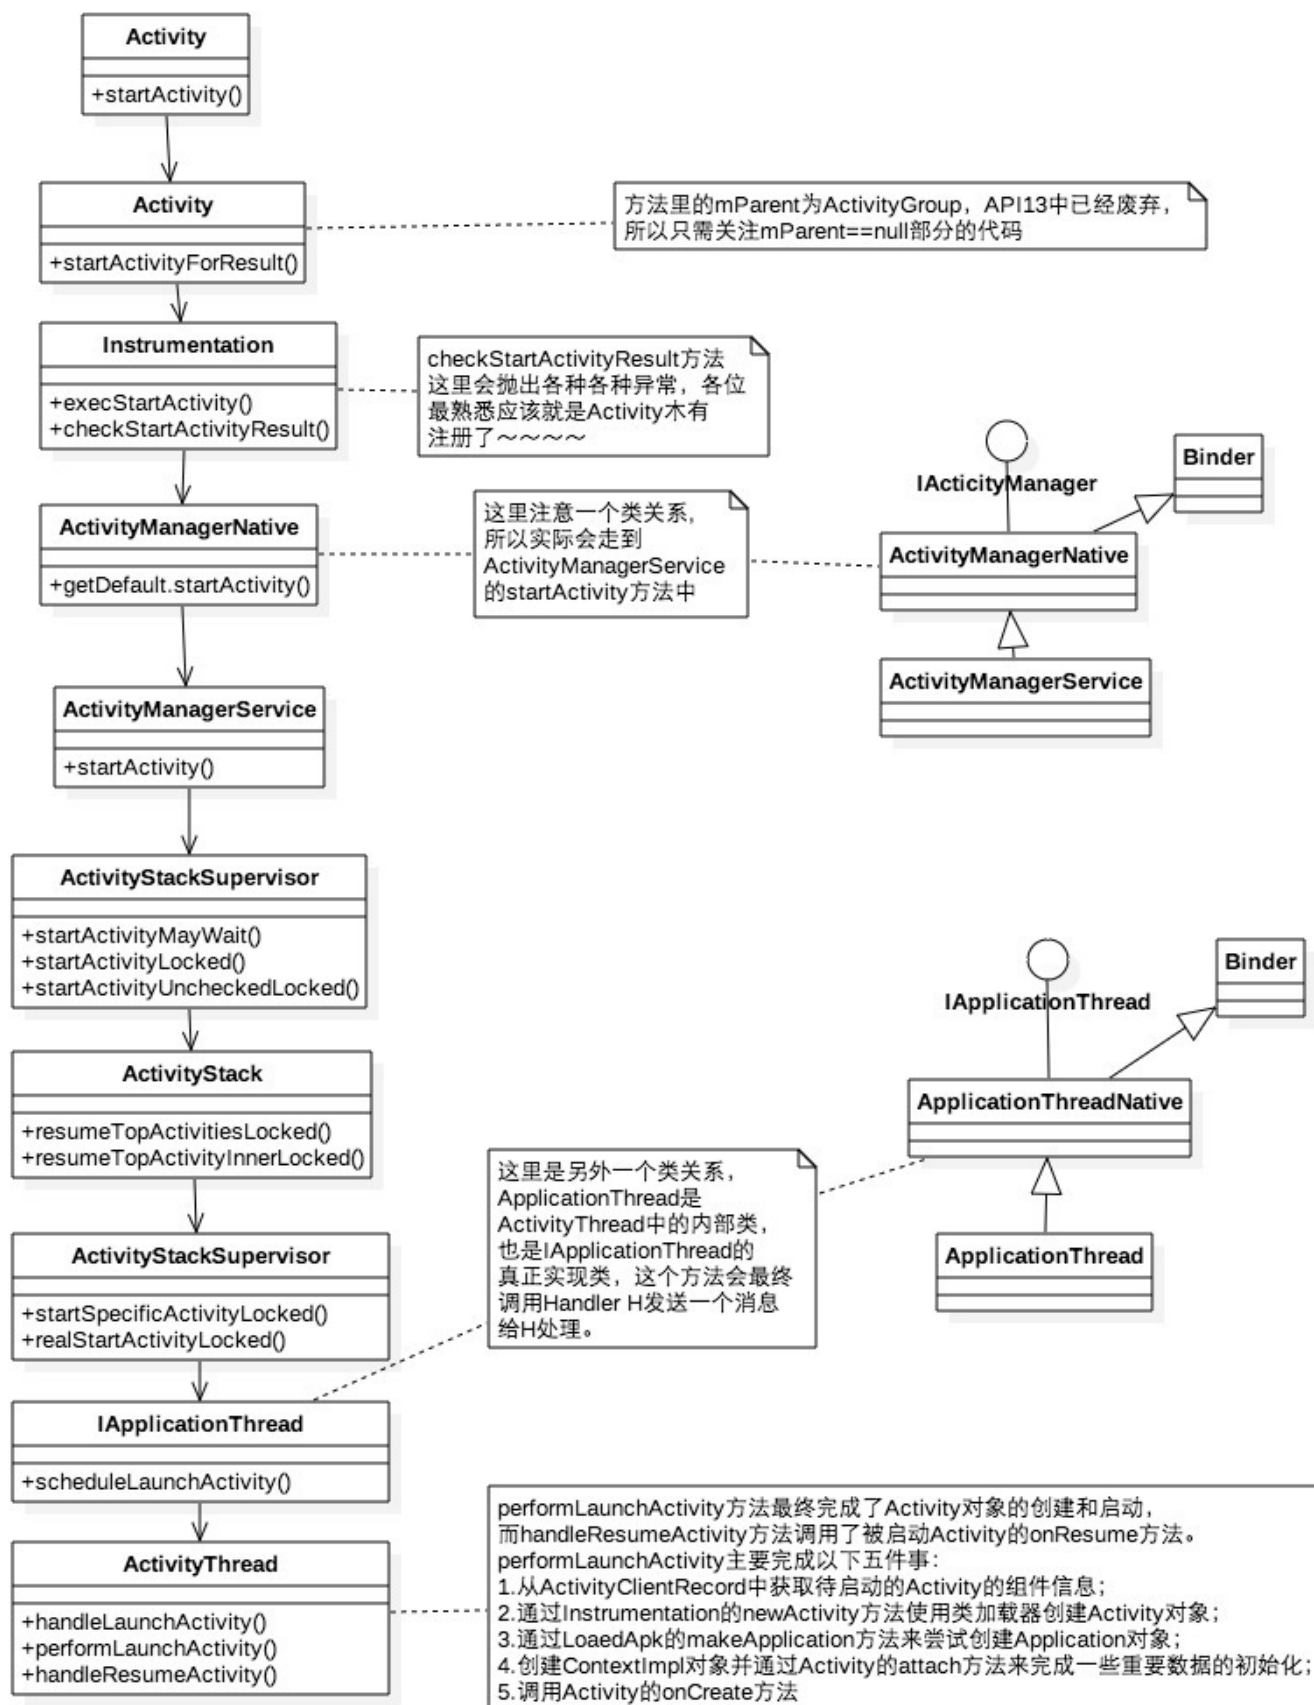 Activity
+startActivity()
Activity
+startActivityForResult()
方法里的mParent为ActivityGroup，API13中已经废弃，
所以只需关注mParent==null部分的代码
Instrumentation
+execStartActivity()
+checkStartActivityResult()
checkStartActivityResult方法
这里会抛出各种各种异常，各位
最熟悉应该就是Activity木有
注册了～～～～
ActivityManagerNative
+getDefault.startActivity()
这里注意一个类关系,
所以实际会走到
ActivityManagerService
的startActivity方法中
IActicityManager
Binder
ActivityManagerNative
ActivityManagerService
ActivityManagerService
+startActivity()
ActivityStackSupervisor
+startActivityMayWait()
+startActivityLocked()
+startActivityUncheckedLocked()
ActivityStack
+resumeTopActivitiesLocked()
+resumeTopActivityInnerLocked()
IApplicationThread
Binder
ApplicationThreadNative
ApplicationThread
这里是另外一个类关系，
ApplicationThread是
ActivityThread中的内部类，
也是IApplicationThread的
真正实现类，这个方法会最终
调用Handler H发送一个消息
给H处理。
ActivityStackSupervisor
+startSpecificActivityLocked()
+realStartActivityLocked()
IApplicationThread
+scheduleLaunchActivity()
ActivityThread
+handleLaunchActivity()
+performLaunchActivity()
+handleResumeActivity()
performLaunchActivity方法最终完成了Activity对象的创建和启动，
而handleResumeActivity方法调用了被启动Activity的onResume方法。
performLaunchActivity主要完成以下五件事：
1.从ActivityClientRecord中获取待启动的Activity的组件信息；
2.通过Instrumentation的newActivity方法使用类加载器创建Activity对象；
3.通过LoaedApk的makeApplication方法来尝试创建Application对象；
4.创建ContextImpl对象并通过Activity的attach方法来完成一些重要数据的初始化；
5.调用Activity的onCreate方法